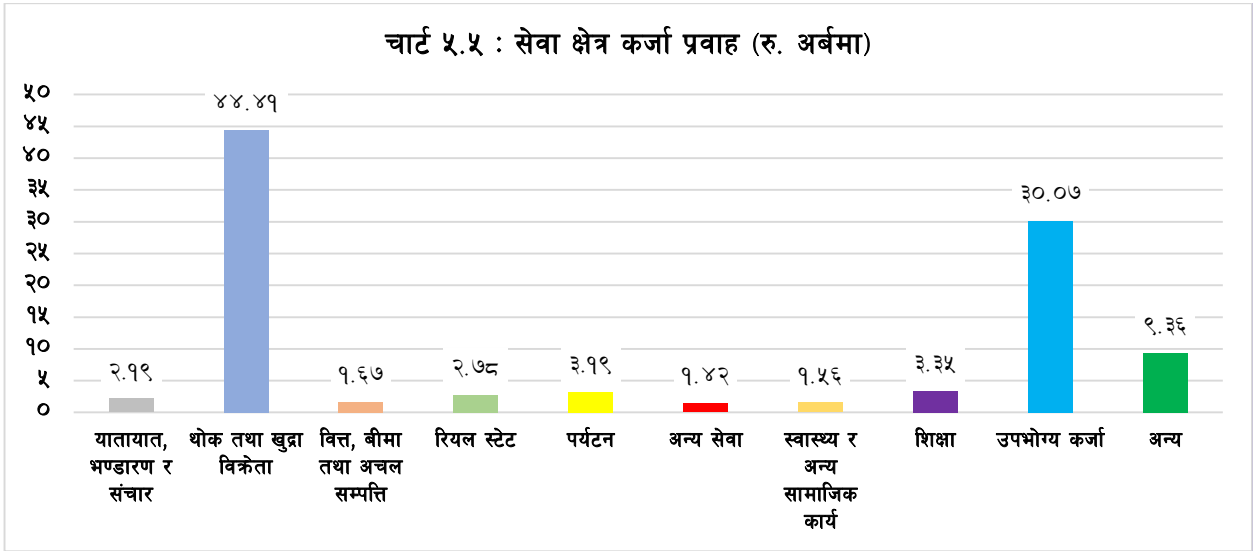 चार्ट ५.५ : सेवा क्षेत्र कर्जा प्रवाह (रु. अर्बमा)
५०
४५
४०
३५
३०
२५
२०
१५
१०
५
०
२.१९
४४.४१
१.६७
२.७८
३.१९
१.४२
१.५६
३.३५
३०.०७
९.३६
यातायात,
भण्डारण र
संचार
थोक तथा खुद्रा
विक्रेता
वित्त, बीमा
तथा अचल
सम्पत्ति
रियल स्टेट
पर्यटन
अन्य सेवा
स्वास्थ्य र
अन्य
सामाजिक
कार्य
शिक्षा
उपभोग्य कर्जा
अन्य